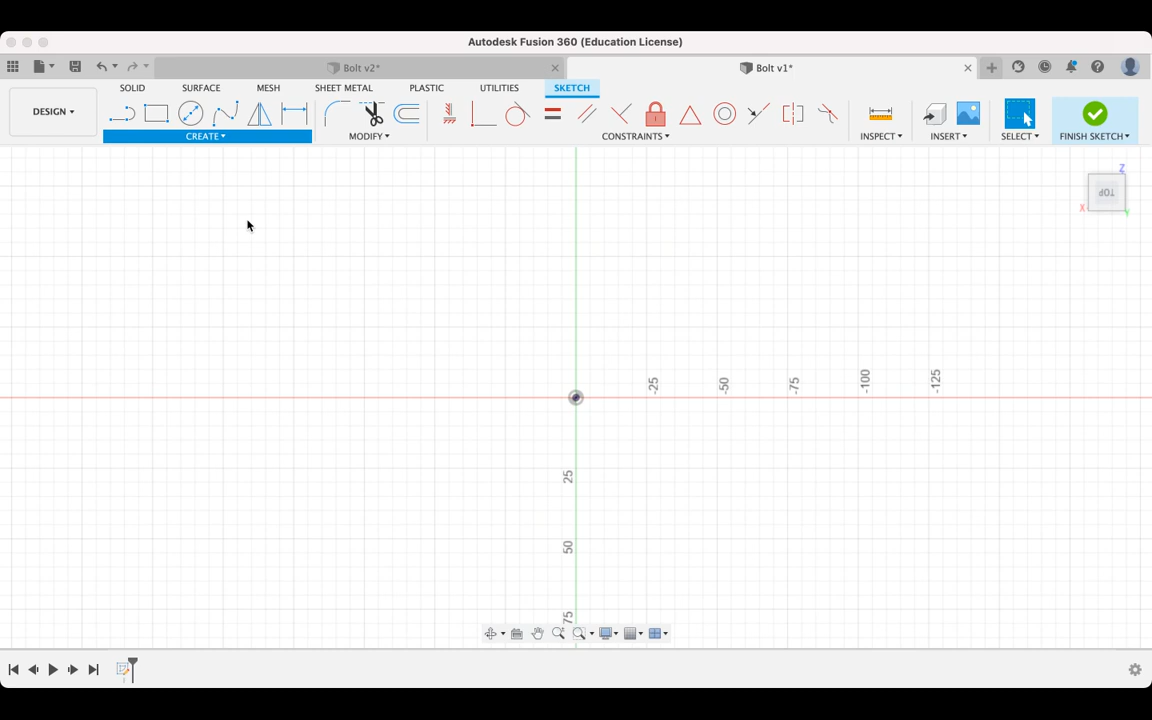 Autodesk Fusion 360 (Education License)
Bolt v2*
Bolt v1*
SOLID
SURFACE
MESH
SHEET METAL
PLASTIC
UTILITIES
SKETCH
DESIGN
CREATE
MODIFY
CONSTRAINTS
INSPECT
INSERT
SELECT
FINISH SKETCH
Z
TOP
X
Y
-25
-50
-75
-100
-125
25
50
75